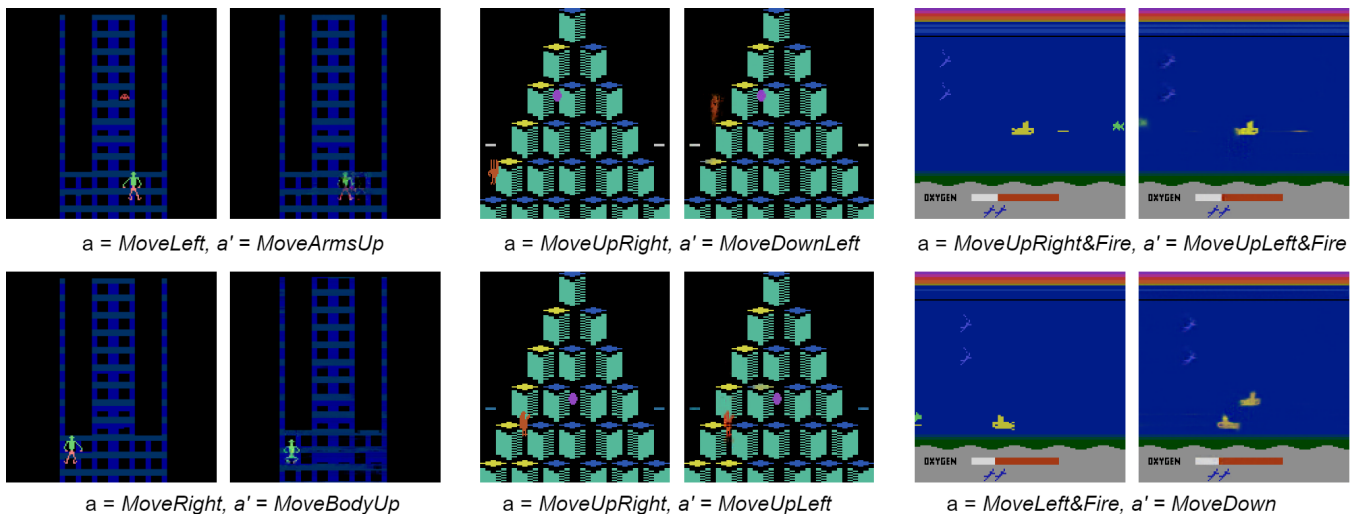 OXYGEN
OXYGEN
a = MoveLeft, a' = MoveArmsUp
a = MoveUpRight, a' = MoveDownLeft
a = MoveUpRight&Fire, a' = MoveUpLeft&Fire
OXYGEN
OXYGEN
a = MoveRight, a' = MoveBodyUp
a = MoveUpRight, a' = MoveUpLeft
a = MoveLeft&Fire, a' = MoveDown